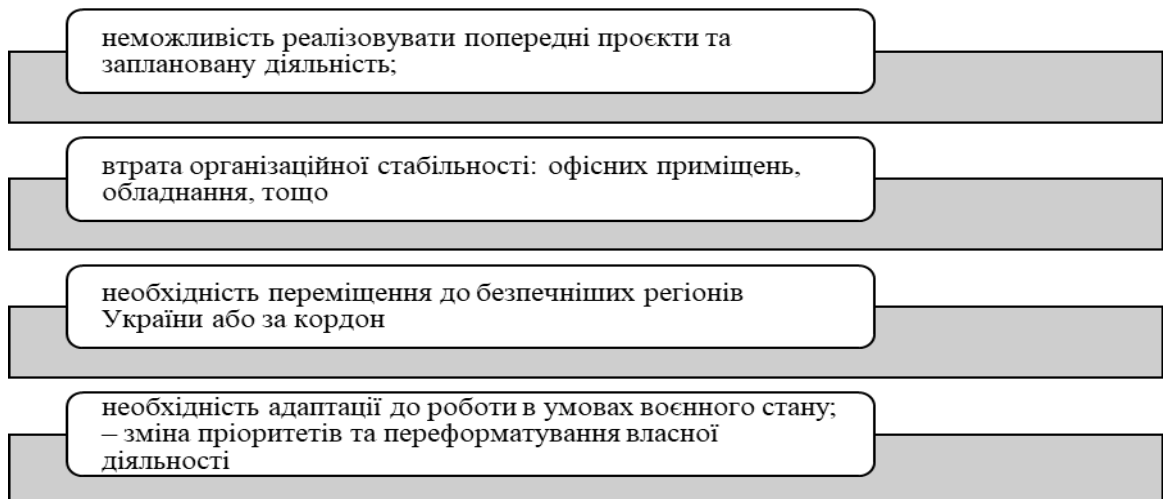 неможливість реалізовувати попередні проєкти та
заплановану діяльність;
втрата організаційної стабільності: офісних приміщень,
обладнання, тощо
необхідність переміщення до безпечніших регіонів
України або за кордон
необхідність адаптації до роботи в умовах воєнного стану;
– зміна пріоритетів та переформатування власної
діяльності